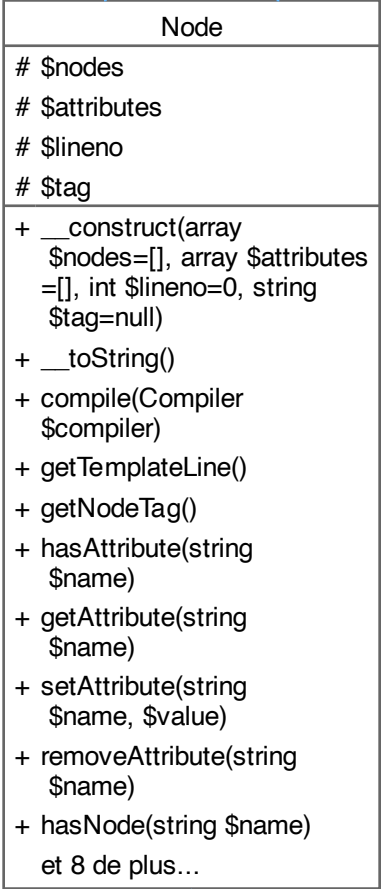 Node
# $nodes
# $attributes
# $lineno
# $tag
+ __construct(array
$nodes=[], array $attributes
=[], int $lineno=0, string
$tag=null)
+ __toString()
+ compile(Compiler
$compiler)
+ getTemplateLine()
+ getNodeTag()
+ hasAttribute(string
$name)
+ getAttribute(string
$name)
+ setAttribute(string
$name, $value)
+ removeAttribute(string
$name)
+ hasNode(string $name)
et 8 de plus...